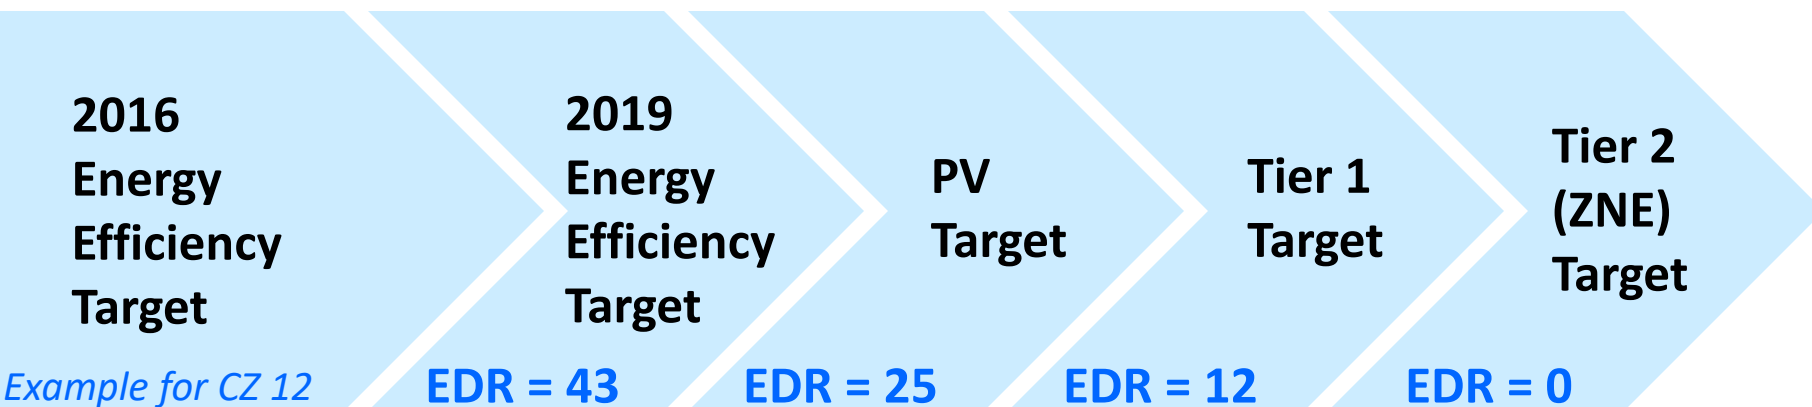 2016
Energy
Efficiency
Target
Example for CZ 12
2019
Energy
Efficiency
Target
EDR = 43
PV
Target
EDR = 25
Tier 1
Target
EDR = 12
Tier 2
(ZNE)
Target
EDR = 0